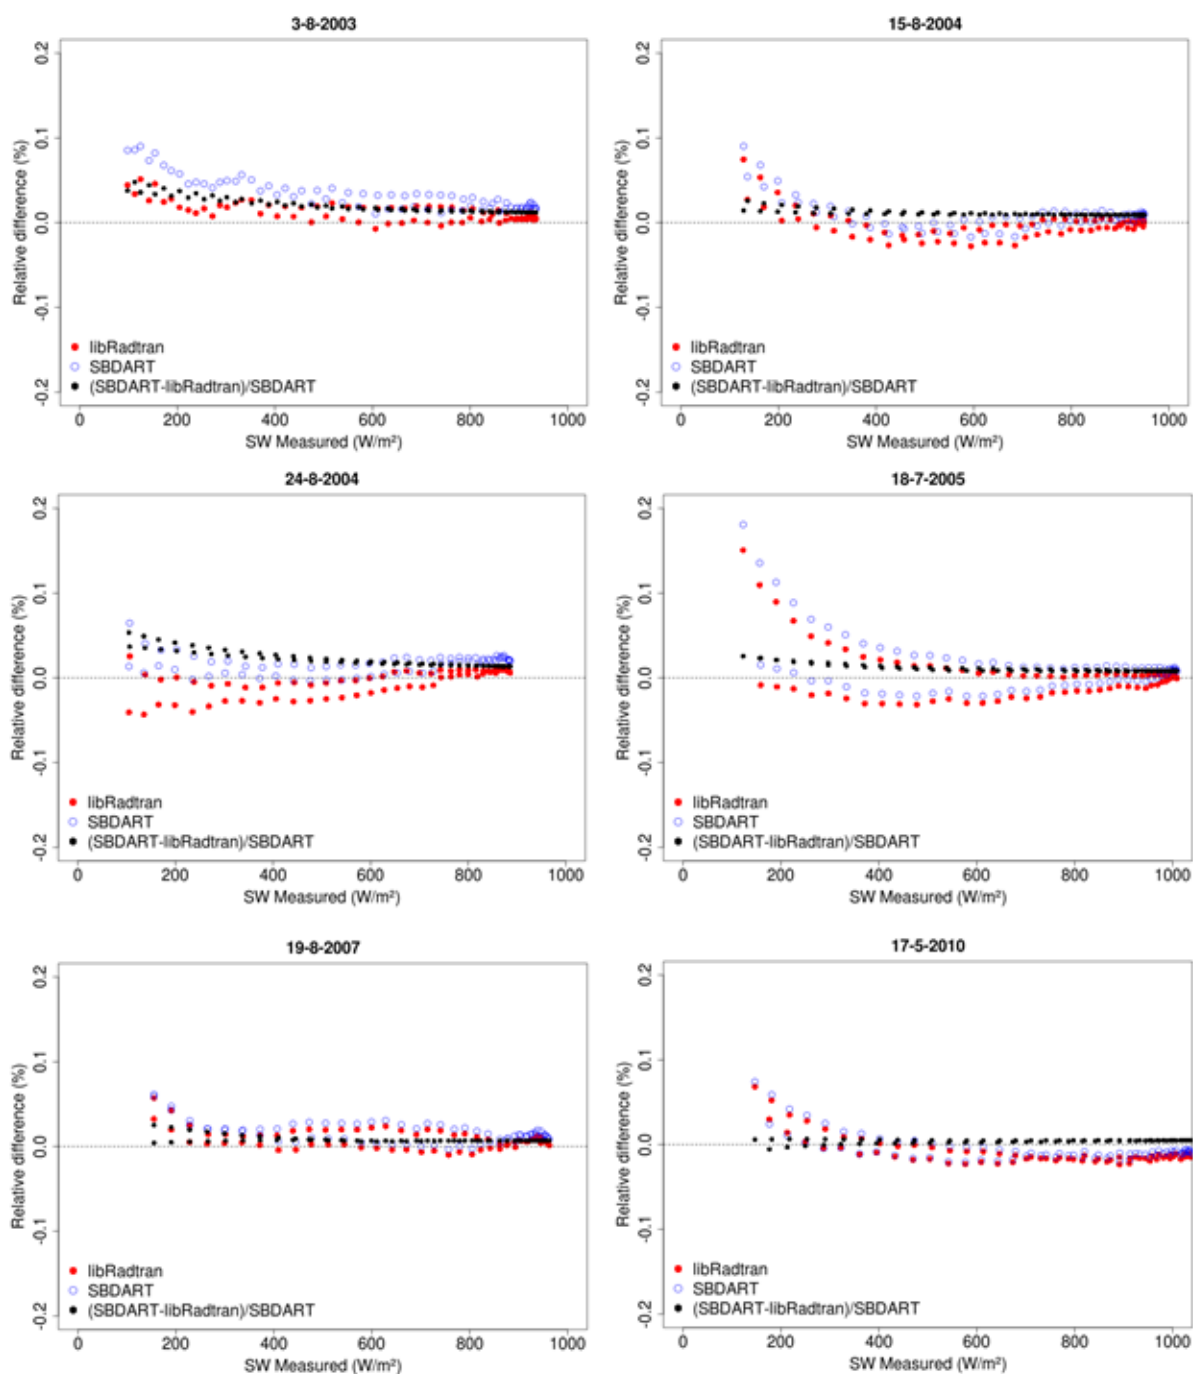 3-8-2003
Relative difference (%)
0.2
0.1
0.0
-0.1
-0.2
libRadtran
SBDART
(SBDART-libRadtran)/SBDART
0 200 400 600 800 1000
SW Measured (W/m²)
15-8-2004
Relative difference (%)
0.2
0.1
0.0
-0.1
-0.2
libRadtran
SBDART
(SBDART-libRadtran)/SBDART
0 200 400 600 800 1000
SW Measured (W/m²)
24-8-2004
Relative difference (%)
0.2
0.1
0.0
-0.1
-0.2
libRadtran
SBDART
(SBDART-libRadtran)/SBDART
0 200 400 600 800 1000
SW Measured (W/m²)
18-7-2005
Relative difference (%)
0.2
0.1
0.0
-0.1
-0.2
libRadtran
SBDART
(SBDART-libRadtran)/SBDART
0 200 400 600 800 1000
SW Measured (W/m²)
19-8-2007
Relative difference (%)
0.2
0.1
0.0
-0.1
-0.2
libRadtran
SBDART
(SBDART-libRadtran)/SBDART
0 200 400 600 800 1000
SW Measured (W/m²)
17-5-2010
Relative difference (%)
0.2
0.1
0.0
-0.1
-0.2
libRadtran
SBDART
(SBDART-libRadtran)/SBDART
0 200 400 600 800 1000
SW Measured (W/m²)